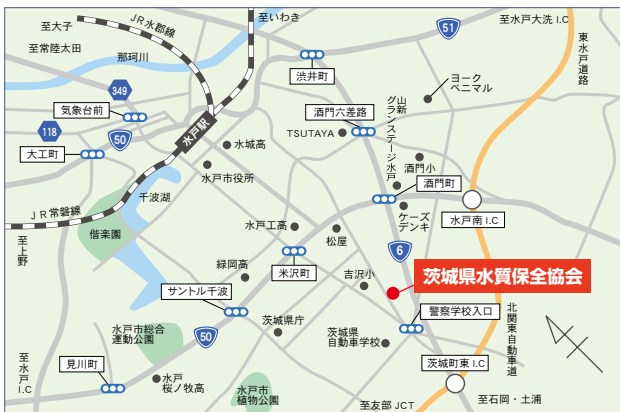 至大子
JR水郡線
至いわき
51
至水戸大洗 I.C
至常陸太田
那珂川
東水戸道路
渋井町
ヨーク
ベニマル
349
気象台前
酒門六差路
山新
グランステージ水戸
118
50
水戸駅
TSUTAYA
大工町
水城高
酒門小
水戸市役所
酒門町
千波湖
JR常磐線
水戸南 I.C
ケーズ
デンキ
偕楽園
水戸工高
松屋
至上野
6
米沢町
緑岡高
吉沢小
茨城県水質保全協会
サントル千波
警察学校入口
北関東自動車道
水戸市総合
運動公園
50
茨城県庁
茨城県
自動車学校
見川町
至水戸I.C
茨城町東 I.C
水戸
桜ノ牧高
水戸市
植物公園
至友部 JCT
至石岡・土浦